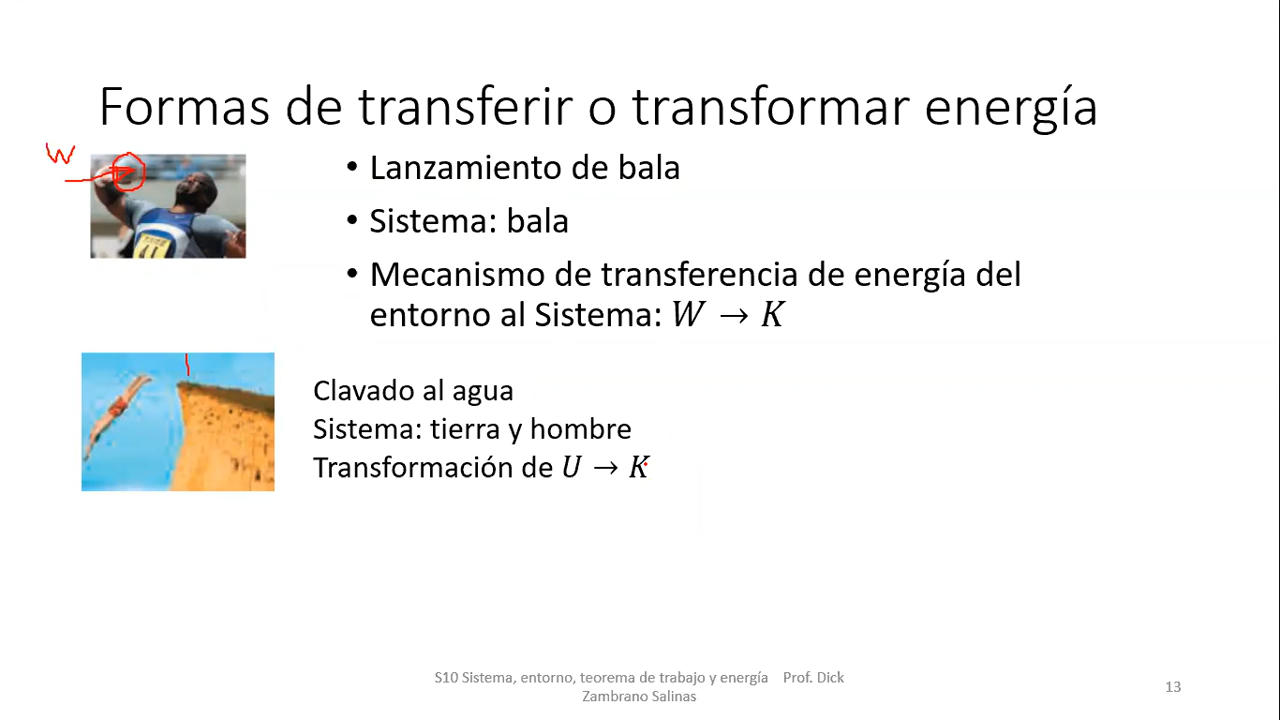 Formas de transferir o transformar energía
W
• Lanzamiento de bala
• Sistema: bala
• Mecanismo de transferencia de energía del
entorno al Sistema: W → K
Clavado al agua
Sistema: tierra y hombre
Transformación de U → K
S10 Sistema, entorno, teorema de trabajo y energía Prof. Dick
Zambrano Salinas
13